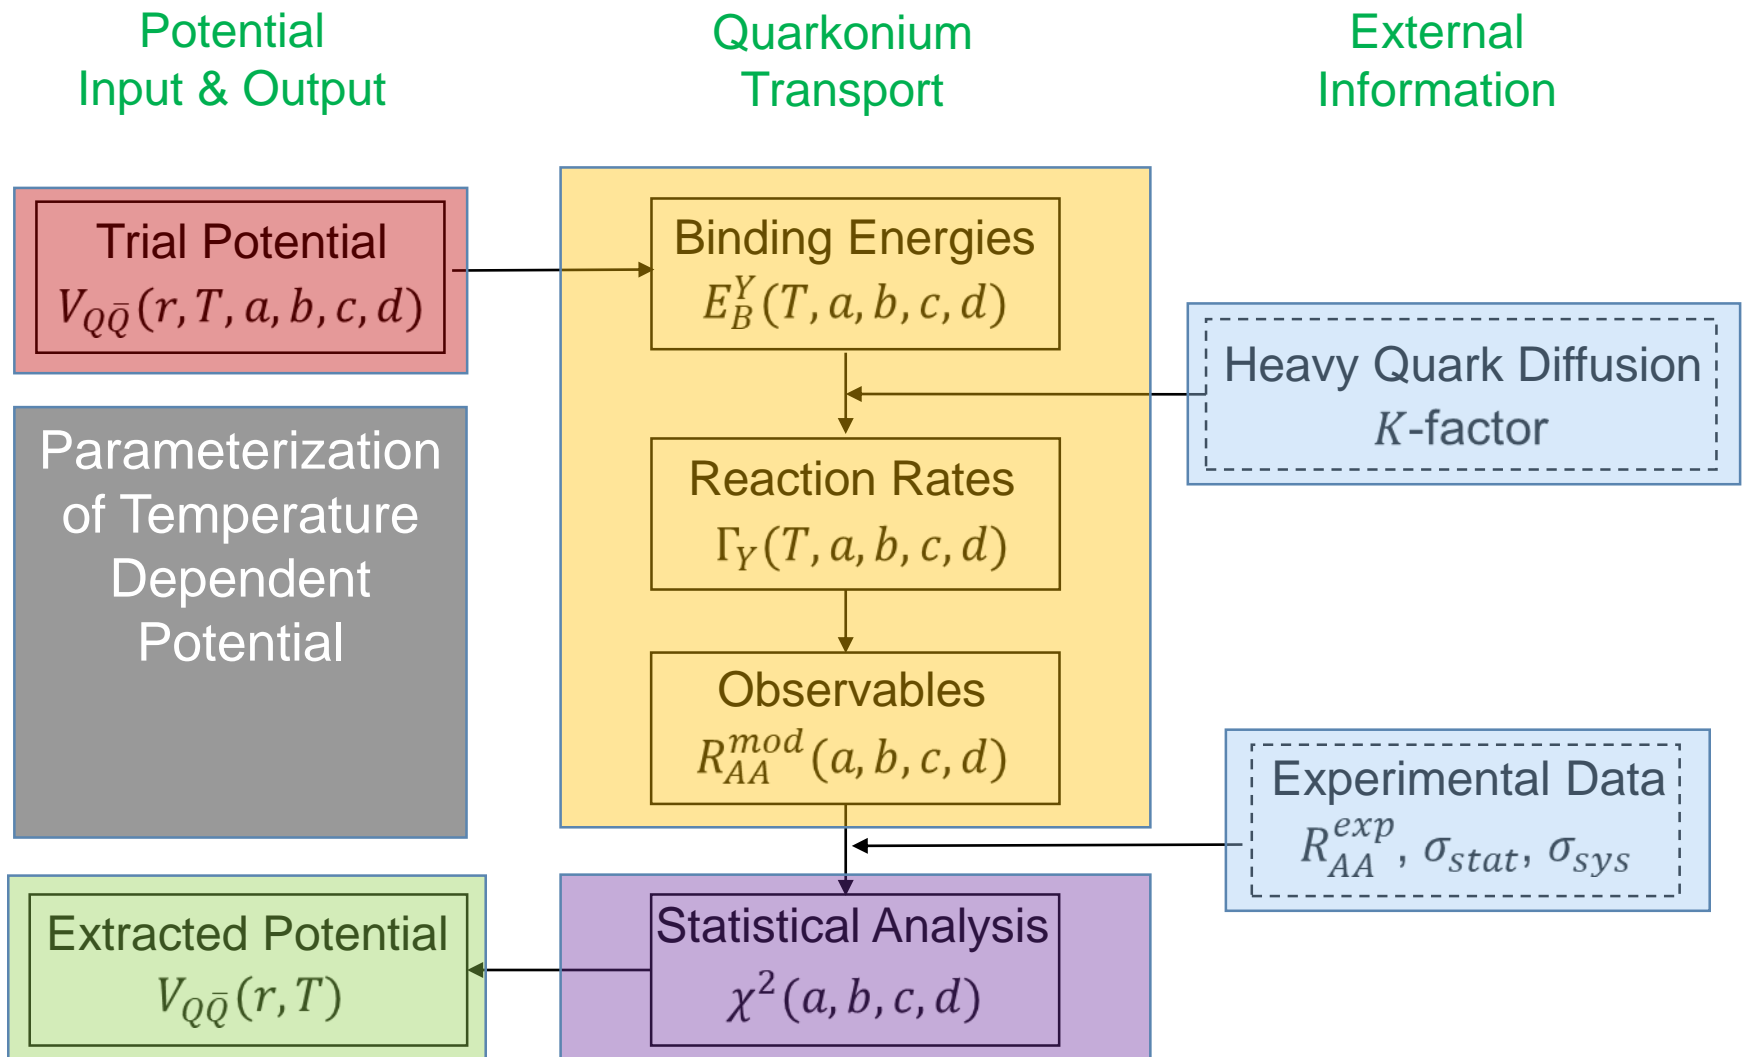 Potential
Input & Output
Quarkonium
Transport
External
Information
Trial Potential
V_{QQ̄}(r, T, a, b, c, d)
Binding Energies
E_B^Y(T, a, b, c, d)
Heavy Quark Diffusion
K-factor
Parameterization
of Temperature
Dependent
Potential
Reaction Rates
Γ_Y(T, a, b, c, d)
Observables
R_{AA}^{mod}(a, b, c, d)
Experimental Data
R_{AA}^{exp}, σ_{stat}, σ_{sys}
Extracted Potential
V_{QQ̄}(r, T)
Statistical Analysis
χ²(a, b, c, d)